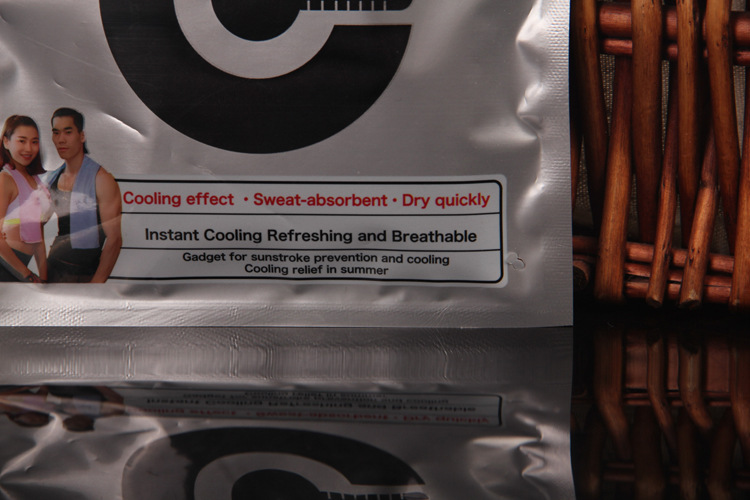 Cooling effect・Sweat-absorbent・Dry quickly
Instant Cooling Refreshing and Breathable
Gadget for sunstroke prevention and cooling
Cooling relief in summer